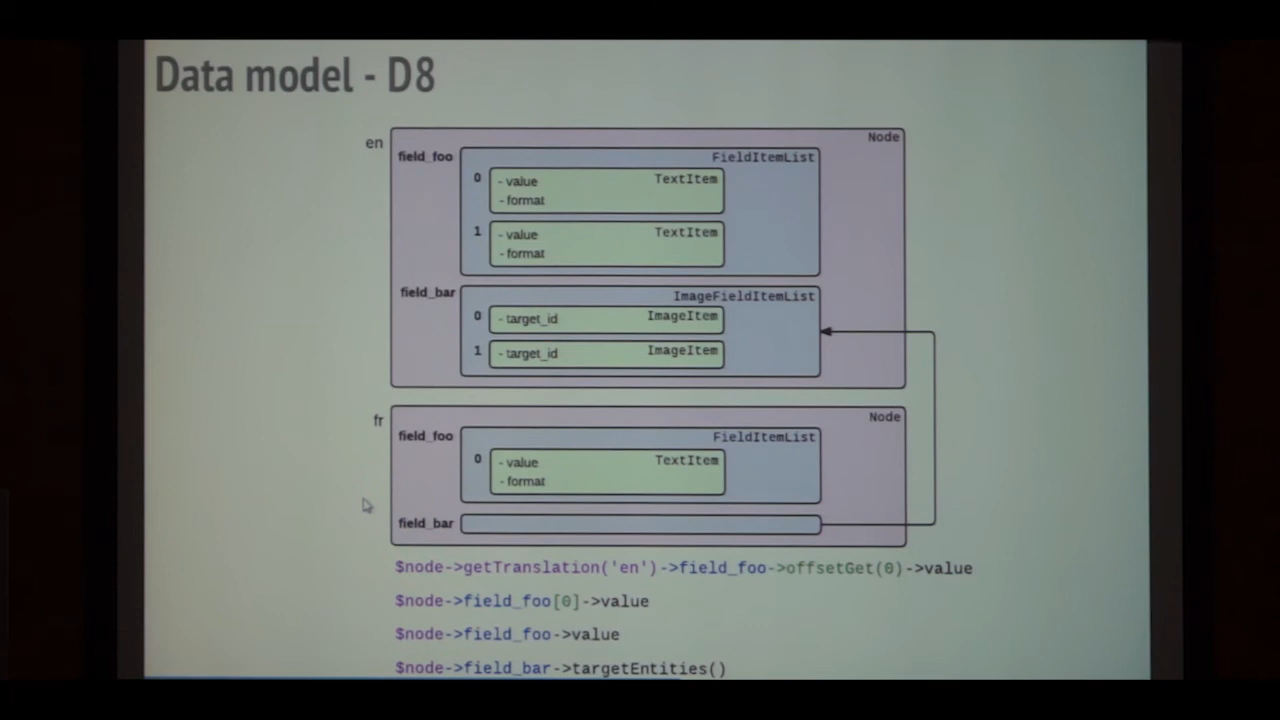 Data model - D8
en
Node
field_foo
FieldItemList
0
- value
TextItem
- format
1
- value
TextItem
- format
field_bar
ImageFieldItemList
0
- target_id
ImageItem
1
- target_id
ImageItem
fr
Node
field_foo
FieldItemList
0
- value
TextItem
- format
field_bar
$node->getTranslation('en')->field_foo->offsetGet(0)->value
$node->field_foo[0]->value
$node->field_foo->value
$node->field_bar->targetEntities()